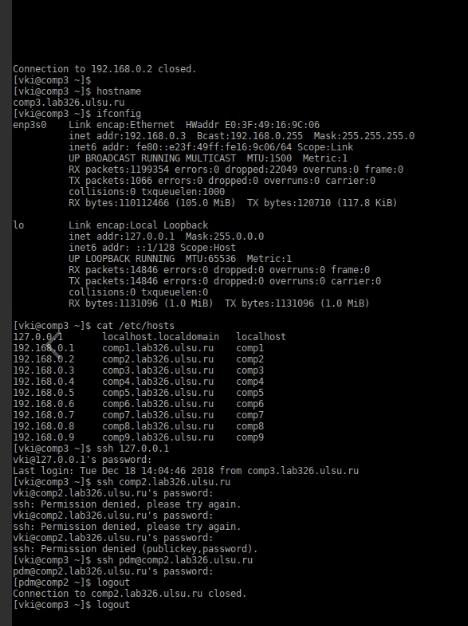 Connection to 192.168.0.2 closed.
[vki@comp3 ~]$
[vki@comp3 ~]$ hostname
comp3.lab326.ulsu.ru
[vki@comp3 ~]$ ifconfig
enp3s0    Link encap:Ethernet  HWaddr E0:3F:49:16:9C:06
          inet addr:192.168.0.3  Bcast:192.168.0.255  Mask:255.255.255.0
          inet6 addr: fe80::e23f:49ff:fe16:9c06/64 Scope:Link
          UP BROADCAST RUNNING MULTICAST  MTU:1500  Metric:1
          RX packets:1199354 errors:0 dropped:22049 overruns:0 frame:0
          TX packets:1066 errors:0 dropped:0 overruns:0 carrier:0
          collisions:0 txqueuelen:1000
          RX bytes:110112466 (105.0 MiB)  TX bytes:120710 (117.8 KiB)
lo        Link encap:Local Loopback
          inet addr:127.0.0.1  Mask:255.0.0.0
          inet6 addr: ::1/128 Scope:Host
          UP LOOPBACK RUNNING  MTU:65536  Metric:1
          RX packets:14846 errors:0 dropped:0 overruns:0 frame:0
          TX packets:14846 errors:0 dropped:0 overruns:0 carrier:0
          collisions:0 txqueuelen:0
          RX bytes:1131096 (1.0 MiB)  TX bytes:1131096 (1.0 MiB)
[vki@comp3 ~]$ cat /etc/hosts
127.0.0.1       localhost.localdomain   localhost
192.168.0.1     comp1.lab326.ulsu.ru    comp1
192.168.0.2     comp2.lab326.ulsu.ru    comp2
192.168.0.3     comp3.lab326.ulsu.ru    comp3
192.168.0.4     comp4.lab326.ulsu.ru    comp4
192.168.0.5     comp5.lab326.ulsu.ru    comp5
192.168.0.6     comp6.lab326.ulsu.ru    comp6
192.168.0.7     comp7.lab326.ulsu.ru    comp7
192.168.0.8     comp8.lab326.ulsu.ru    comp8
192.168.0.9     comp9.lab326.ulsu.ru    comp9
[vki@comp3 ~]$ ssh 127.0.0.1
vki@127.0.0.1's password:
Last login: Tue Dec 18 14:04:46 2018 from comp3.lab326.ulsu.ru
[vki@comp3 ~]$ ssh comp2.lab326.ulsu.ru
vki@comp2.lab326.ulsu.ru's password:
ssh: Permission denied, please try again.
vki@comp2.lab326.ulsu.ru's password:
ssh: Permission denied, please try again.
vki@comp2.lab326.ulsu.ru's password:
ssh: Permission denied (publickey,password).
[vki@comp3 ~]$ ssh pdm@comp2.lab326.ulsu.ru
pdm@comp2.lab326.ulsu.ru's password:
[pdm@comp2 ~]$ logout
Connection to comp2.lab326.ulsu.ru closed.
[vki@comp3 ~]$ logout